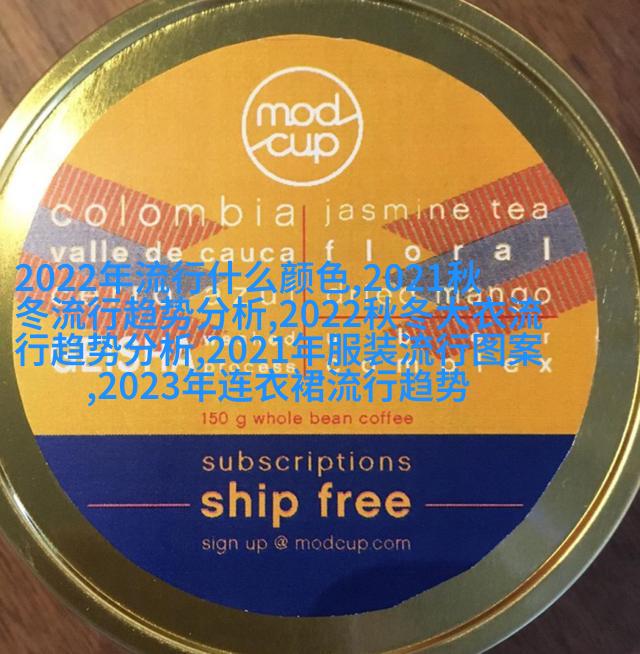 mod
cup
colombia
jasmine tea
valle de cauca
floral
mango
process
150 g whole bean coffee
subscriptions
ship free
sign up @ modcup.com
2022年流行什么颜色,2021秋
冬流行趋势分析,2022秋冬大衣流
行趋势分析,2021年服装流行图案
,2023年连衣裙流行趋势